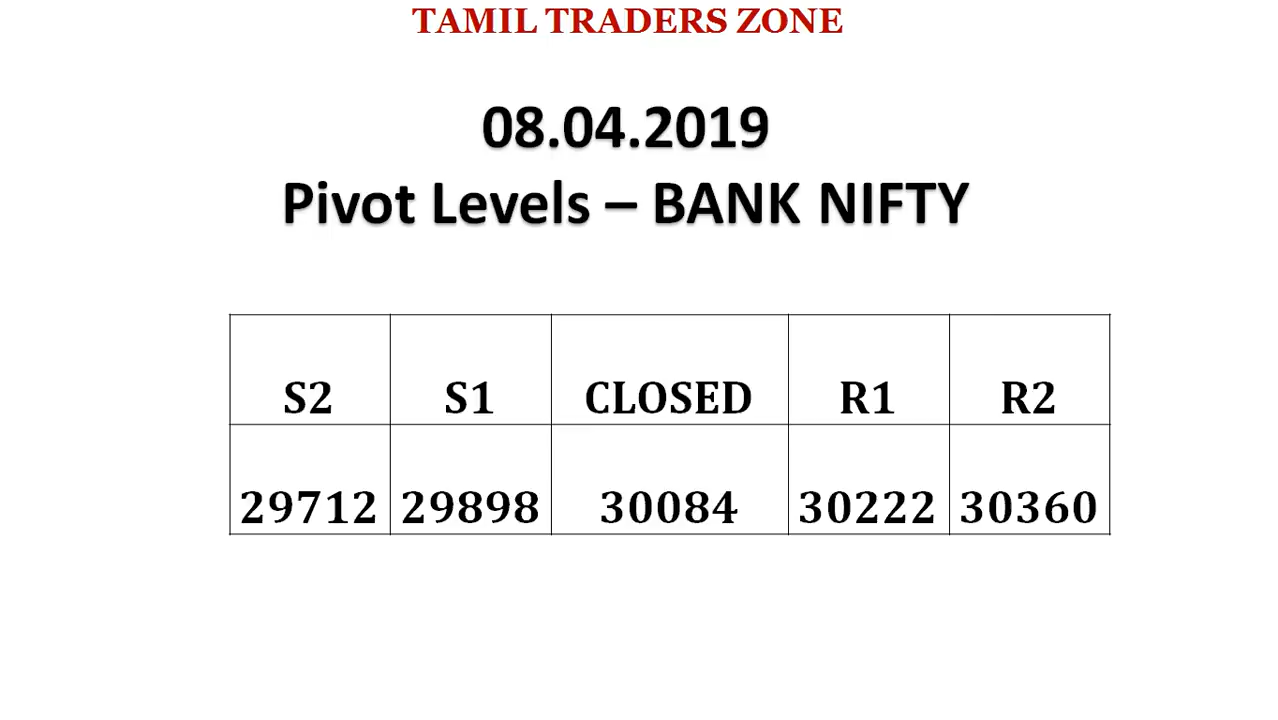 TAMIL TRADERS ZONE
08.04.2019
Pivot Levels – BANK NIFTY
S2 S1 CLOSED R1 R2
29712 29898 30084 30222 30360